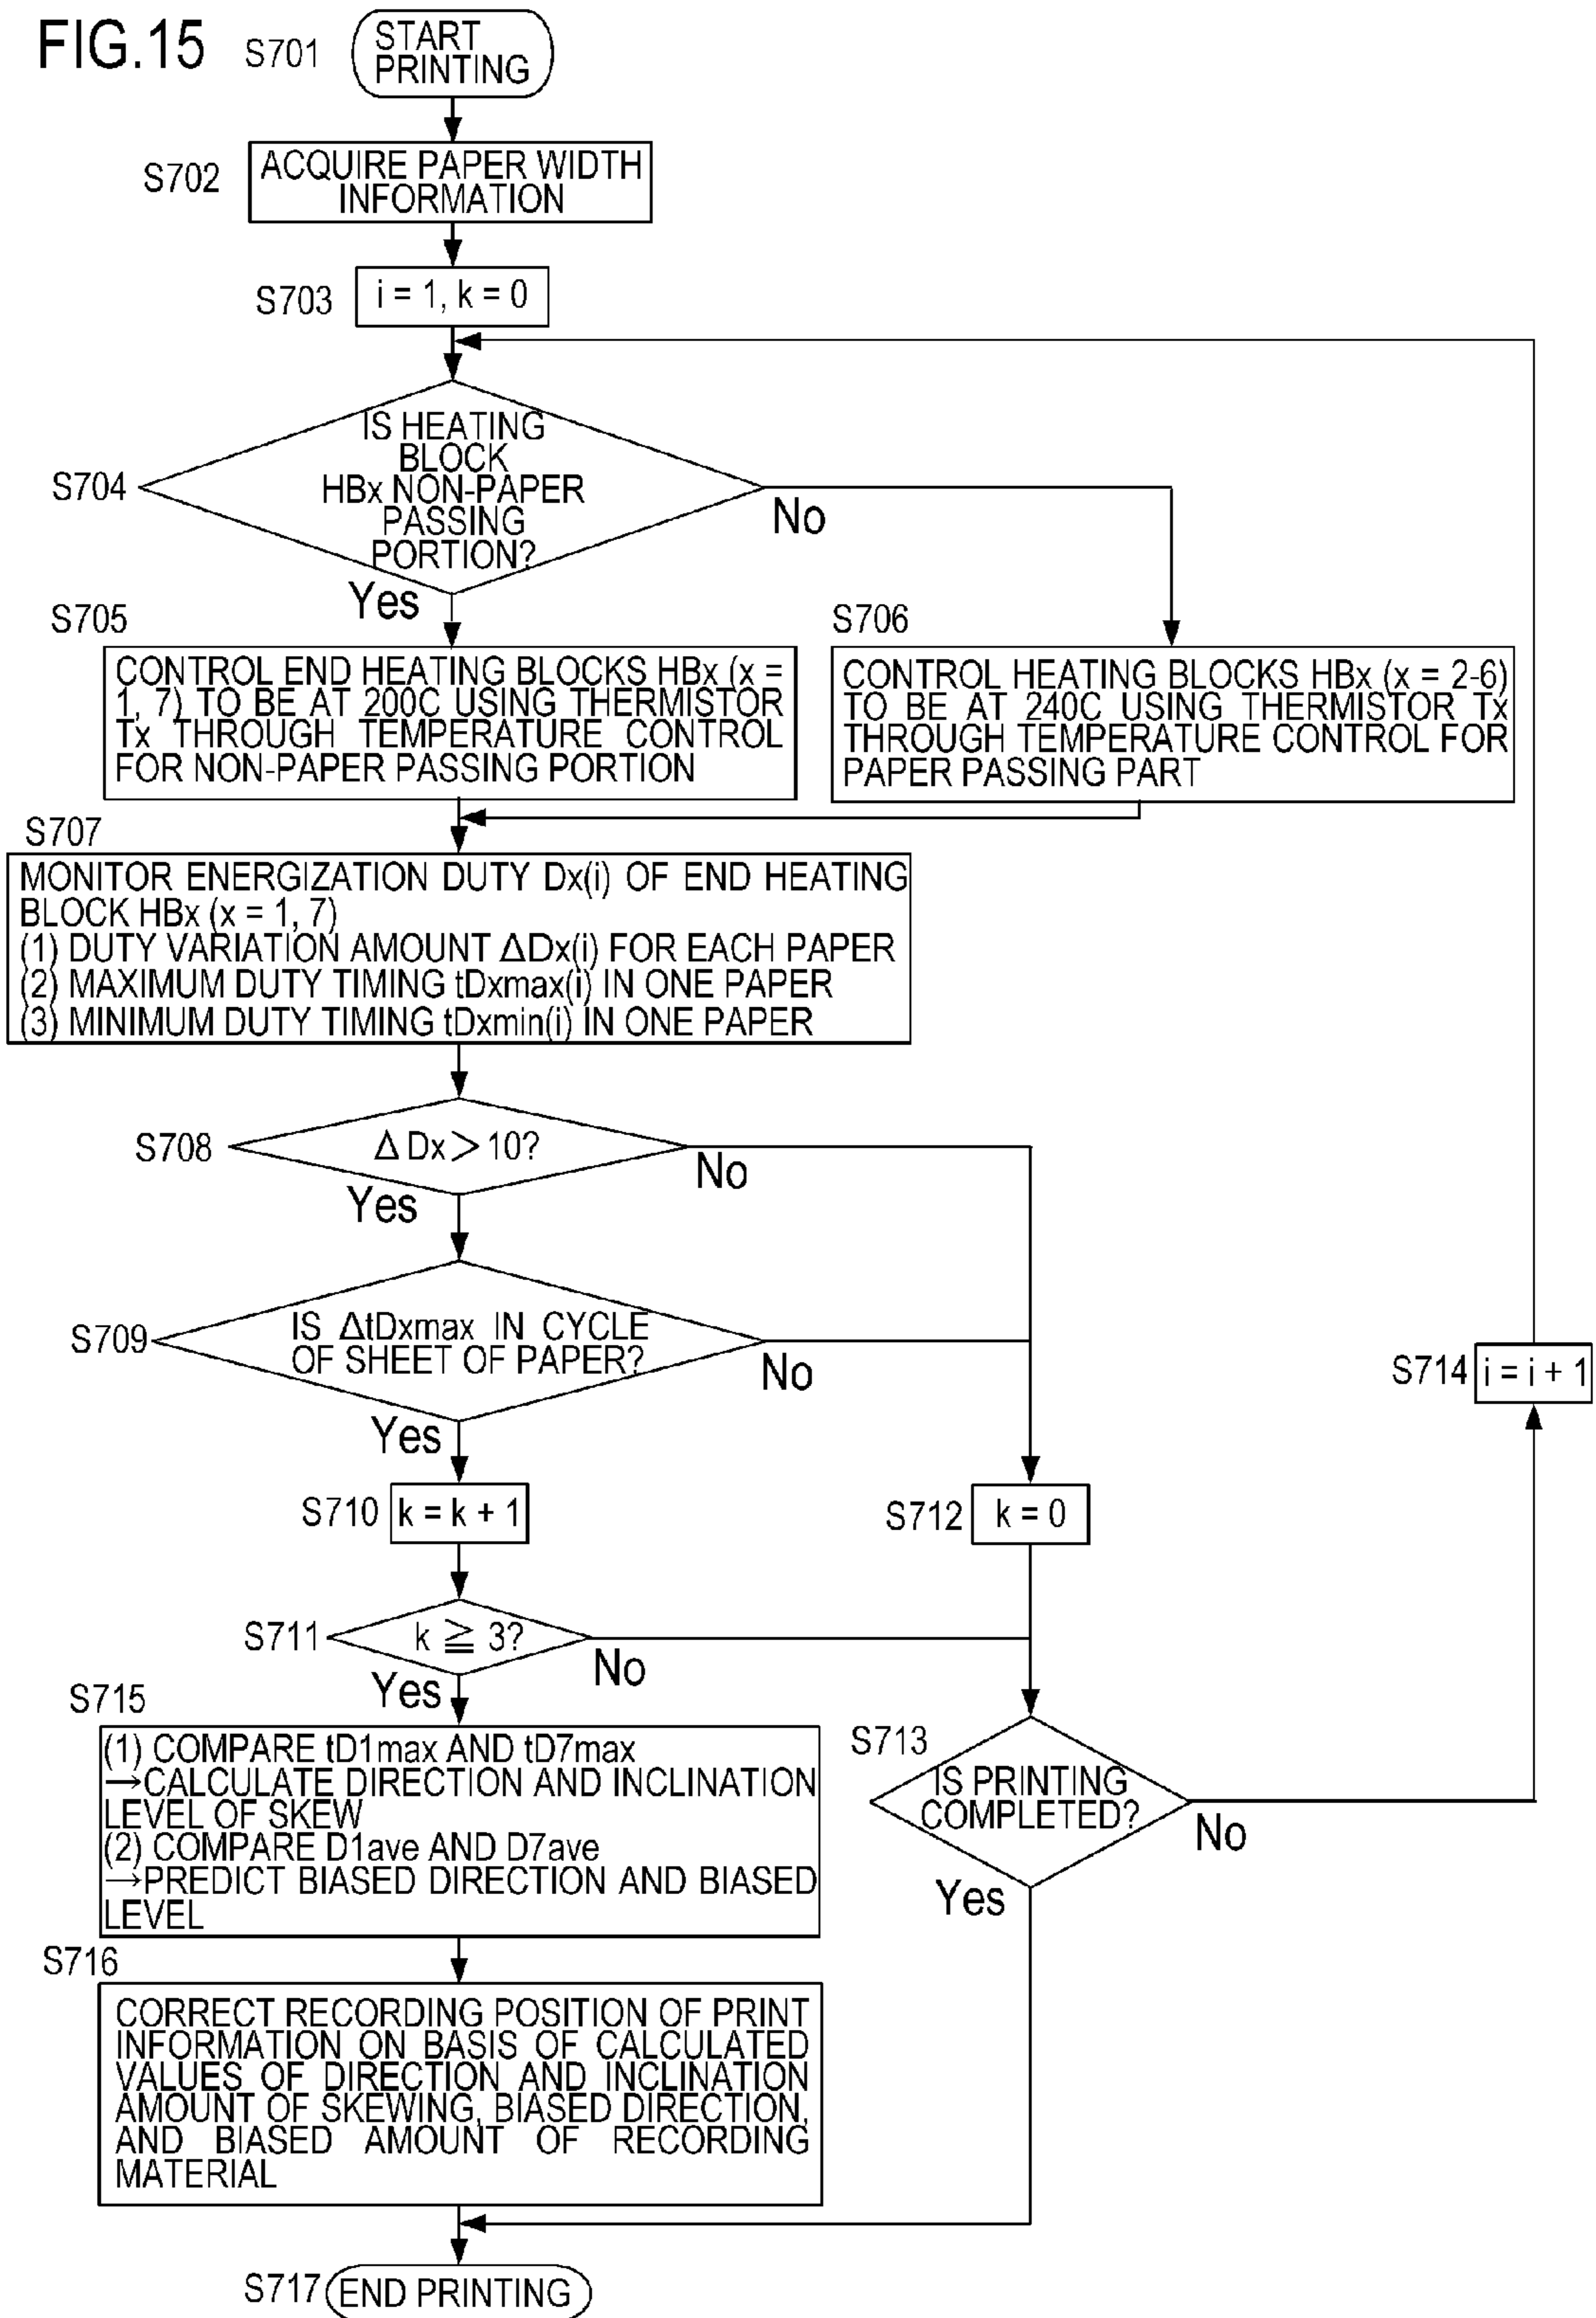 FIG.15
S701
START
PRINTING
S702
ACQUIRE PAPER WIDTH
INFORMATION
S703
i = 1, k = 0
S704
IS HEATING
BLOCK
HBx NON-PAPER
PASSING
PORTION?
No
Yes
S705
CONTROL END HEATING BLOCKS HBx (x =
1, 7) TO BE AT 200C USING THERMISTOR
Tx THROUGH TEMPERATURE CONTROL
FOR NON-PAPER PASSING PORTION
S706
CONTROL HEATING BLOCKS HBx (x = 2-6)
TO BE AT 240C USING THERMISTOR Tx
THROUGH TEMPERATURE CONTROL FOR
PAPER PASSING PART
S707
MONITOR ENERGIZATION DUTY Dx(i) OF END HEATING
BLOCK HBx (x = 1, 7)
(1) DUTY VARIATION AMOUNT ΔDx(i) FOR EACH PAPER
(2) MAXIMUM DUTY TIMING tDxmax(i) IN ONE PAPER
(3) MINIMUM DUTY TIMING tDxmin(i) IN ONE PAPER
S708
Δ Dx > 10?
No
Yes
S709
IS ΔtDxmax IN CYCLE
OF SHEET OF PAPER?
No
Yes
S714
i = i + 1
S710
k = k + 1
S712
k = 0
S711
k ≧ 3?
No
Yes
S715
(1) COMPARE tD1max AND tD7max
→CALCULATE DIRECTION AND INCLINATION
LEVEL OF SKEW
(2) COMPARE D1ave AND D7ave
→PREDICT BIASED DIRECTION AND BIASED
LEVEL
S713
IS PRINTING
COMPLETED?
No
Yes
S716
CORRECT RECORDING POSITION OF PRINT
INFORMATION ON BASIS OF CALCULATED
VALUES OF DIRECTION AND INCLINATION
AMOUNT OF SKEWING, BIASED DIRECTION,
AND BIASED AMOUNT OF RECORDING
MATERIAL
S717
END PRINTING